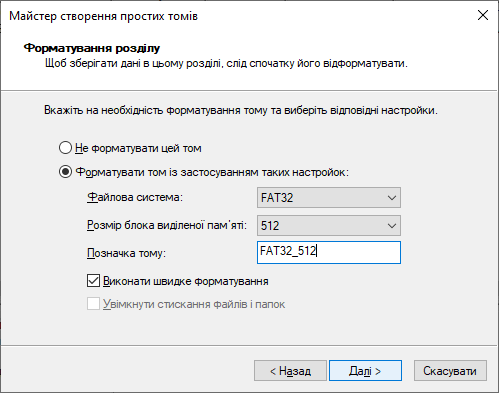 Майстер створення простих томів
Форматування розділу
Щоб зберігати дані в цьому розділі, слід спочатку його відформатувати.
Вкажіть на необхідність форматування тому та виберіть відповідні настройки.
Не форматувати цей том
Форматувати том із застосуванням таких настройок:
Файлова система:
FAT32
Розмір блока виділеної пам'яті:
512
Позначка тому:
FAT32_512
Виконати швидке форматування
Увімкнути стискання файлів і папок
< Назад
Далі >
Скасувати